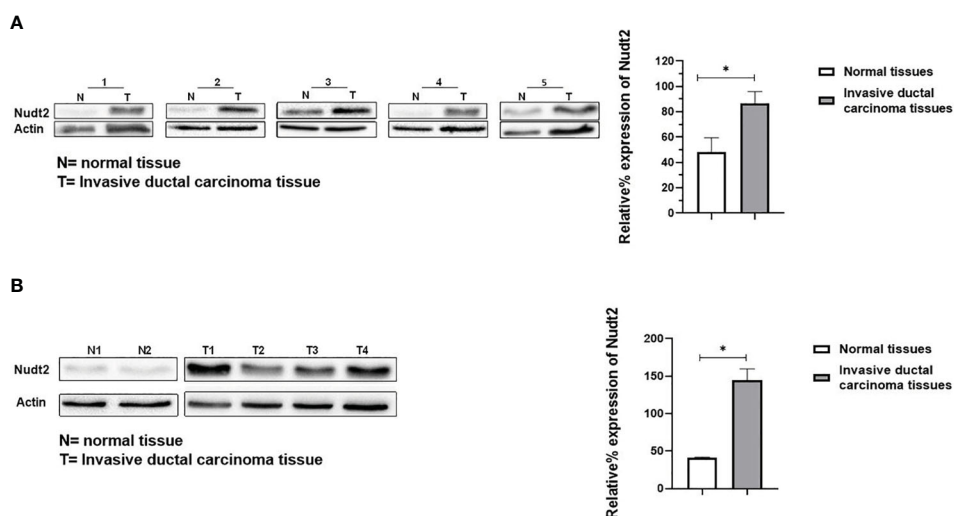 A
1 2 3 4 5
N T N T N T N T N T
Nudt2
Actin
N= normal tissue
T= Invasive ductal carcinoma tissue
Relative% expression of Nudt2
120
100
80
60
40
20
0
*
Normal tissues
Invasive ductal
carcinoma tissues
B
N1 N2 T1 T2 T3 T4
Nudt2
Actin
N= normal tissue
T= Invasive ductal carcinoma tissue
Relative% expression of Nudt2
200
150
100
50
0
*
Normal tissues
Invasive ductal
carcinoma tissues